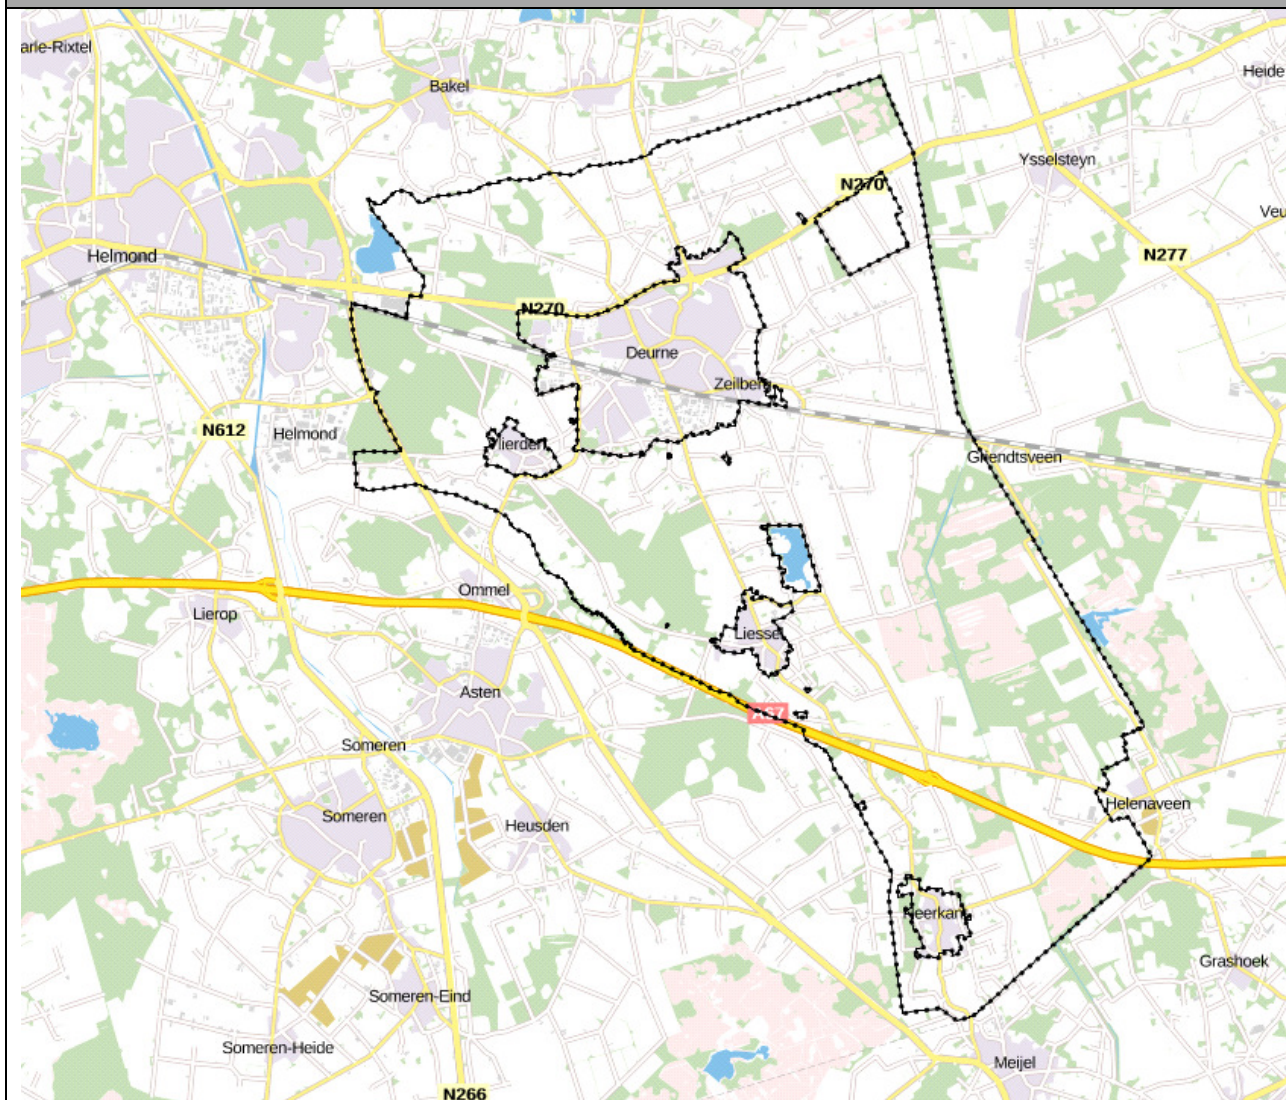 arle-Rixtel
Heide
Bakel
Ysselsteyn
N270
Veu
Helmond
N277
N270
Deurne
Zeilberg
N612
Helmond
Vlierden
Griendtsveen
Ommel
Lierop
Liessel
Asten
A67
Someren
Helenaveen
Someren
Heusden
Neerkant
Grashoek
Someren-Eind
Someren-Heide
Meijel
N266